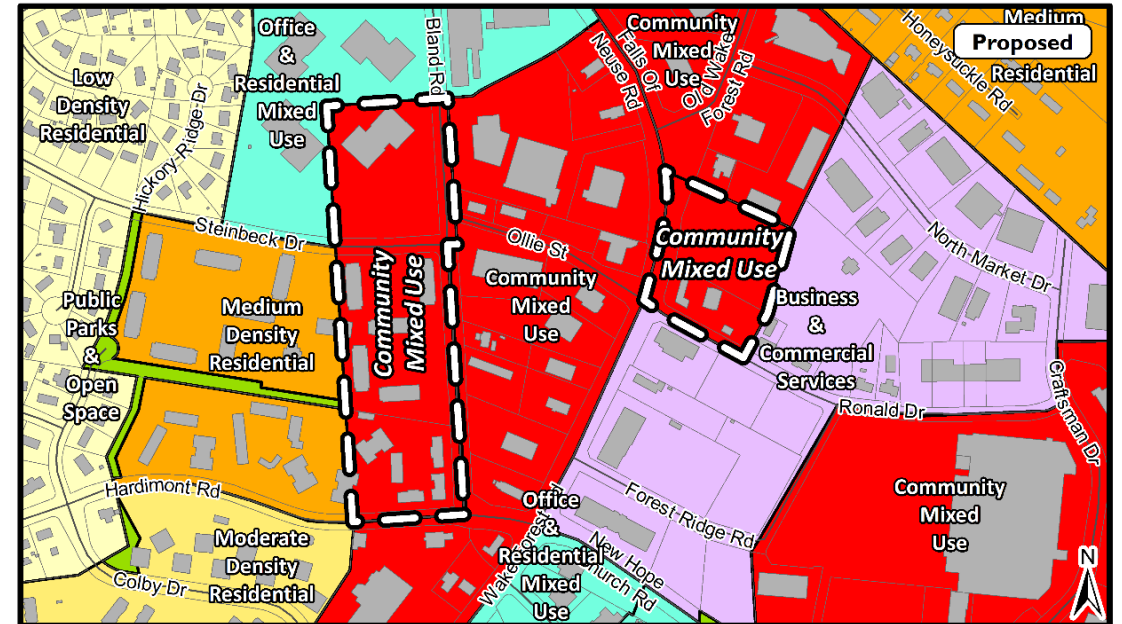 Office
&
Residential
Mixed
Use
Bland Rd
Community
Mixed
Use
Falls Of
Neuse Rd
Old Wake
Forest Rd
Honeysuckle Rd
Medium
Residential
Proposed
Low
Density
Residential
Hickory-Ridge-Dr
Steinbeck Dr
Ollie St
Community
Mixed Use
Community
Mixed Use
Community
Mixed
Use
North Market Dr
Public
Parks
&
Open
Space
Medium
Density
Residential
Business
&
Commercial
Services
Ronald Dr
Craftsman Dr
Hardimont Rd
Moderate
Density
Residential
Colby Dr
Office
&
Residential
Mixed
Use
Forest Ridge Rd
New Hope
Church Rd
Community
Mixed
Use
N